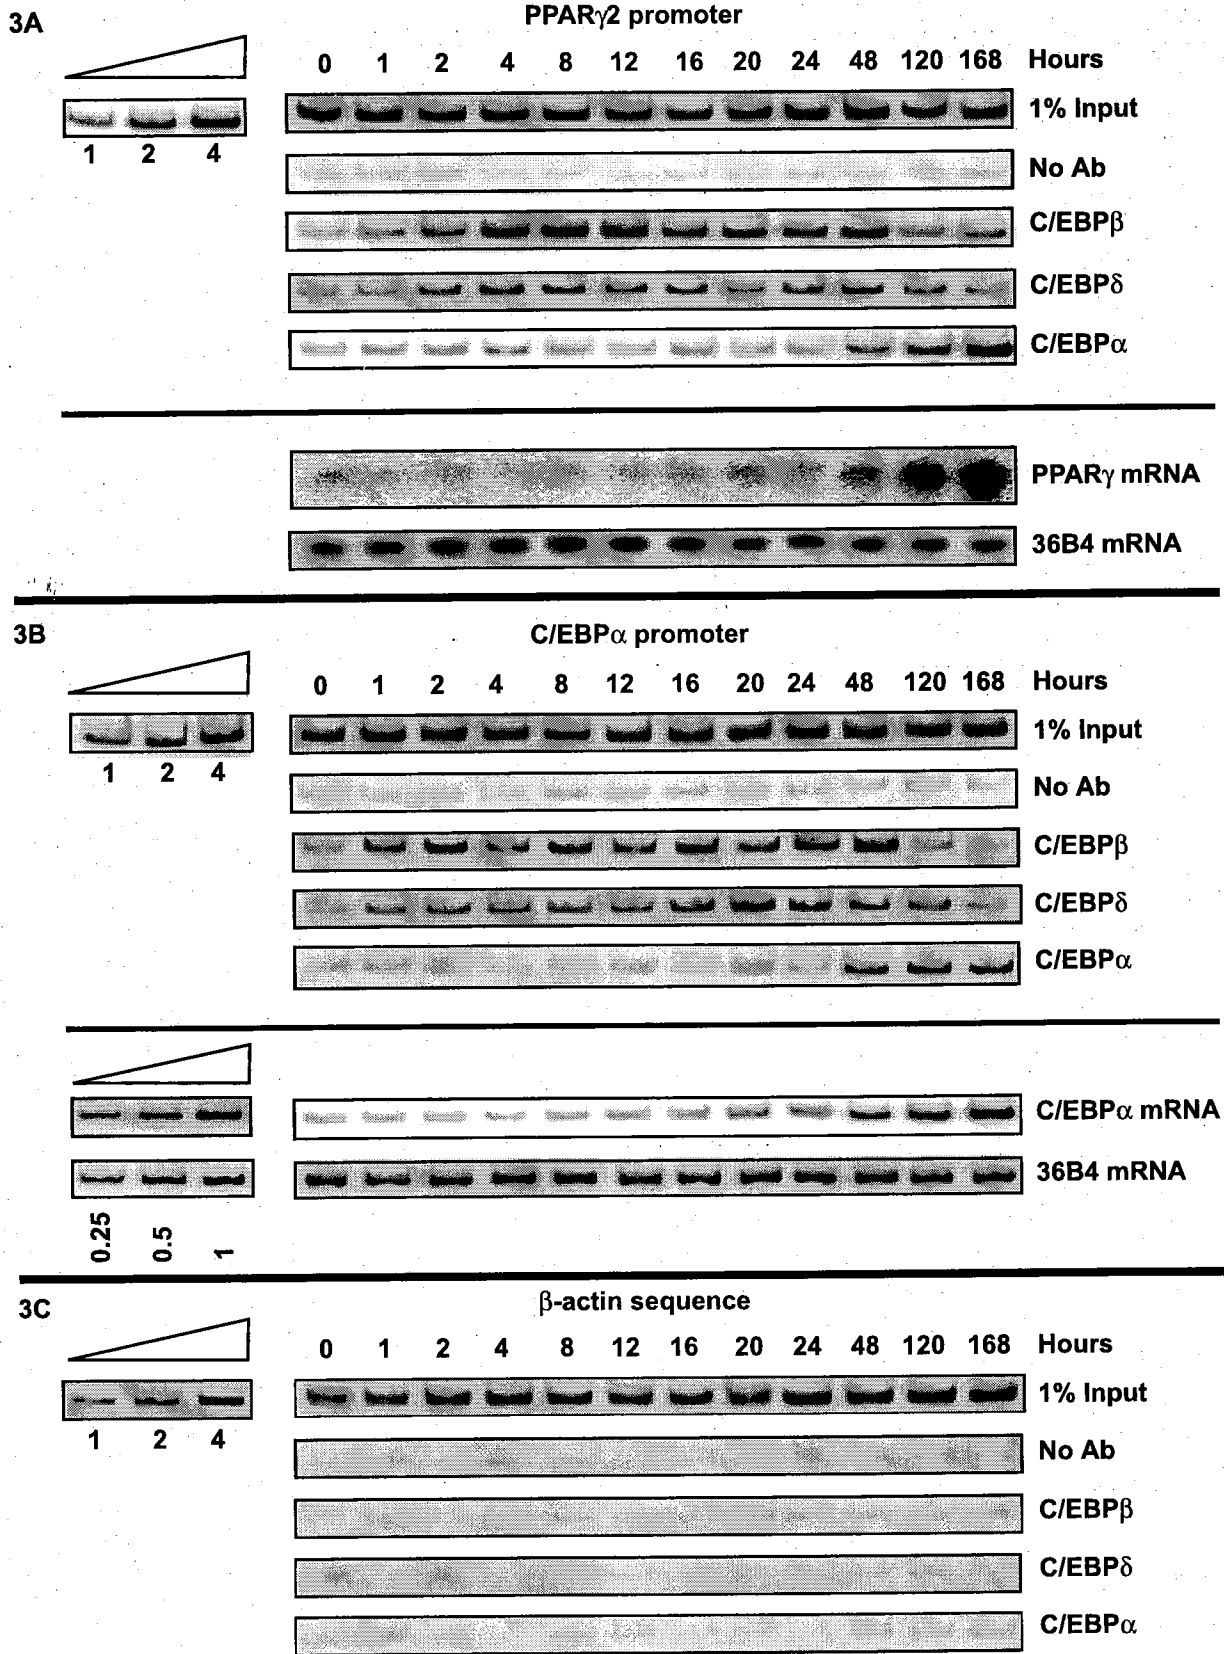 3A
PPARγ2 promoter
0 1 2 4 8 12 16 20 24 48 120 168 Hours
1% Input
1 2 4
No Ab
C/EBPβ
C/EBPδ
C/EBPα
PPARγ mRNA
36B4 mRNA
3B
C/EBPα promoter
0 1 2 4 8 12 16 20 24 48 120 168 Hours
1% Input
1 2 4
No Ab
C/EBPβ
C/EBPδ
C/EBPα
C/EBPα mRNA
36B4 mRNA
0.25 0.5 1
3C
β-actin sequence
0 1 2 4 8 12 16 20 24 48 120 168 Hours
1% Input
1 2 4
No Ab
C/EBPβ
C/EBPδ
C/EBPα